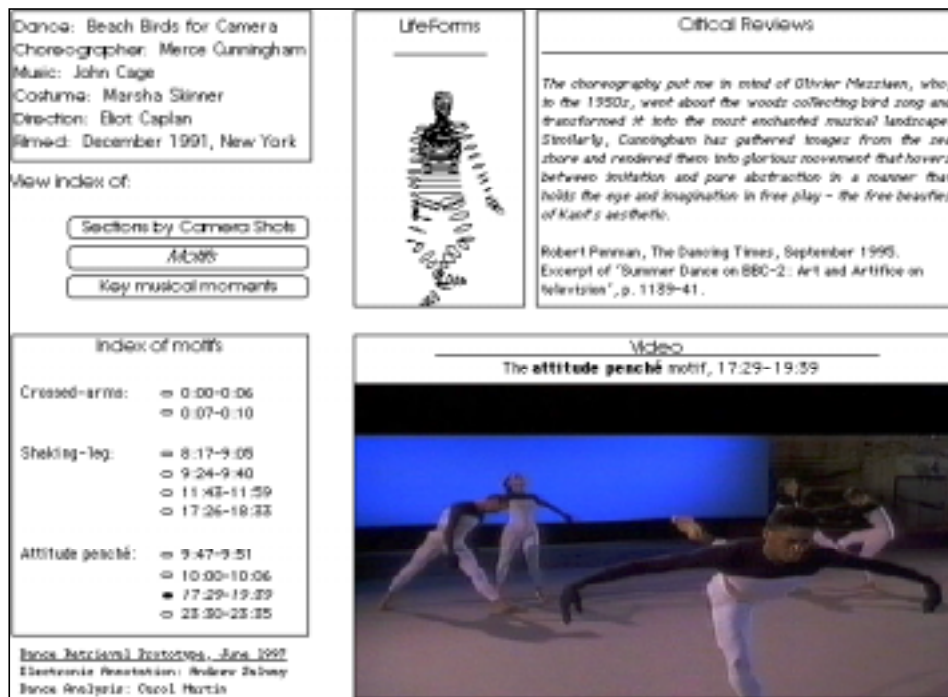 Dance: Beach Birds for Camera
Choreographer: Merce Cunningham
Music: John Cage
Costume: Marsha Skinner
Direction: Eliot Caplan
Filmed: December 1991, New York
View index of:
Sections by Camera Shots
Motifs
Key musical moments
LifeForms
Critical Reviews
The choreography put me in mind of Olivier Messiaen, who,
in the 1950s, went about the woods collecting bird song and
transformed it into the most enchanted musical landscape.
Similarly, Cunningham has gathered images from the sea
shore and rendered them into glorious movement that hovers
between imitation and pure abstraction in a manner that
holds the eye and imagination in free play - the free beauties
of Kant's aesthetic.
Robert Penman, The Dancing Times, September 1995.
Excerpt of 'Summer Dance on BBC-2: Art and Artifice on
television', p. 1139-41.
Index of motifs
Crossed-arms: 0:00-0:06
0:07-0:10
Shaking-leg: 8:17-9:05
9:24-9:40
11:43-11:59
17:26-18:33
Attitude penché: 9:47-9:51
10:00-10:06
17:29-19:39
23:30-23:35
Video
The attitude penché motif, 17:29-19:39
Dance Retrieval Prototype, June 1997
Electronic Annotation: Andrew Salway
Dance Analysis: Carol Martin